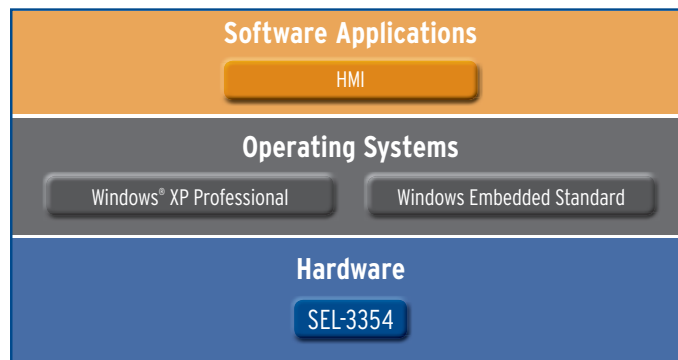 Software Applications
HMI
Operating Systems
Windows® XP Professional
Windows Embedded Standard
Hardware
SEL-3354